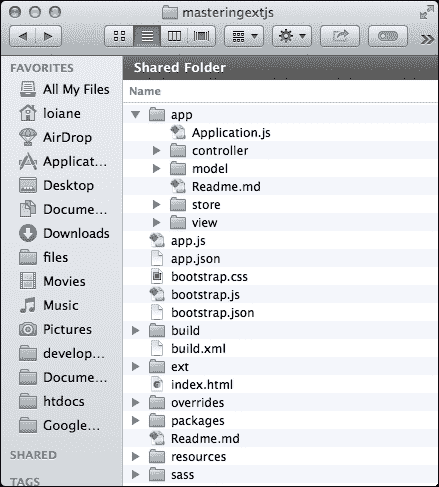 masteringextjs
Shared Folder
FAVORITES
All My Files
loiane
AirDrop
Applicat...
Desktop
Docume...
Downloads
files
Movies
Music
Pictures
develop...
Docume...
htdocs
Google...
SHARED
TAGS
Name
app
Application.js
controller
model
Readme.md
store
view
app.js
app.json
bootstrap.css
bootstrap.js
bootstrap.json
build
build.xml
ext
index.html
overrides
packages
Readme.md
resources
sass